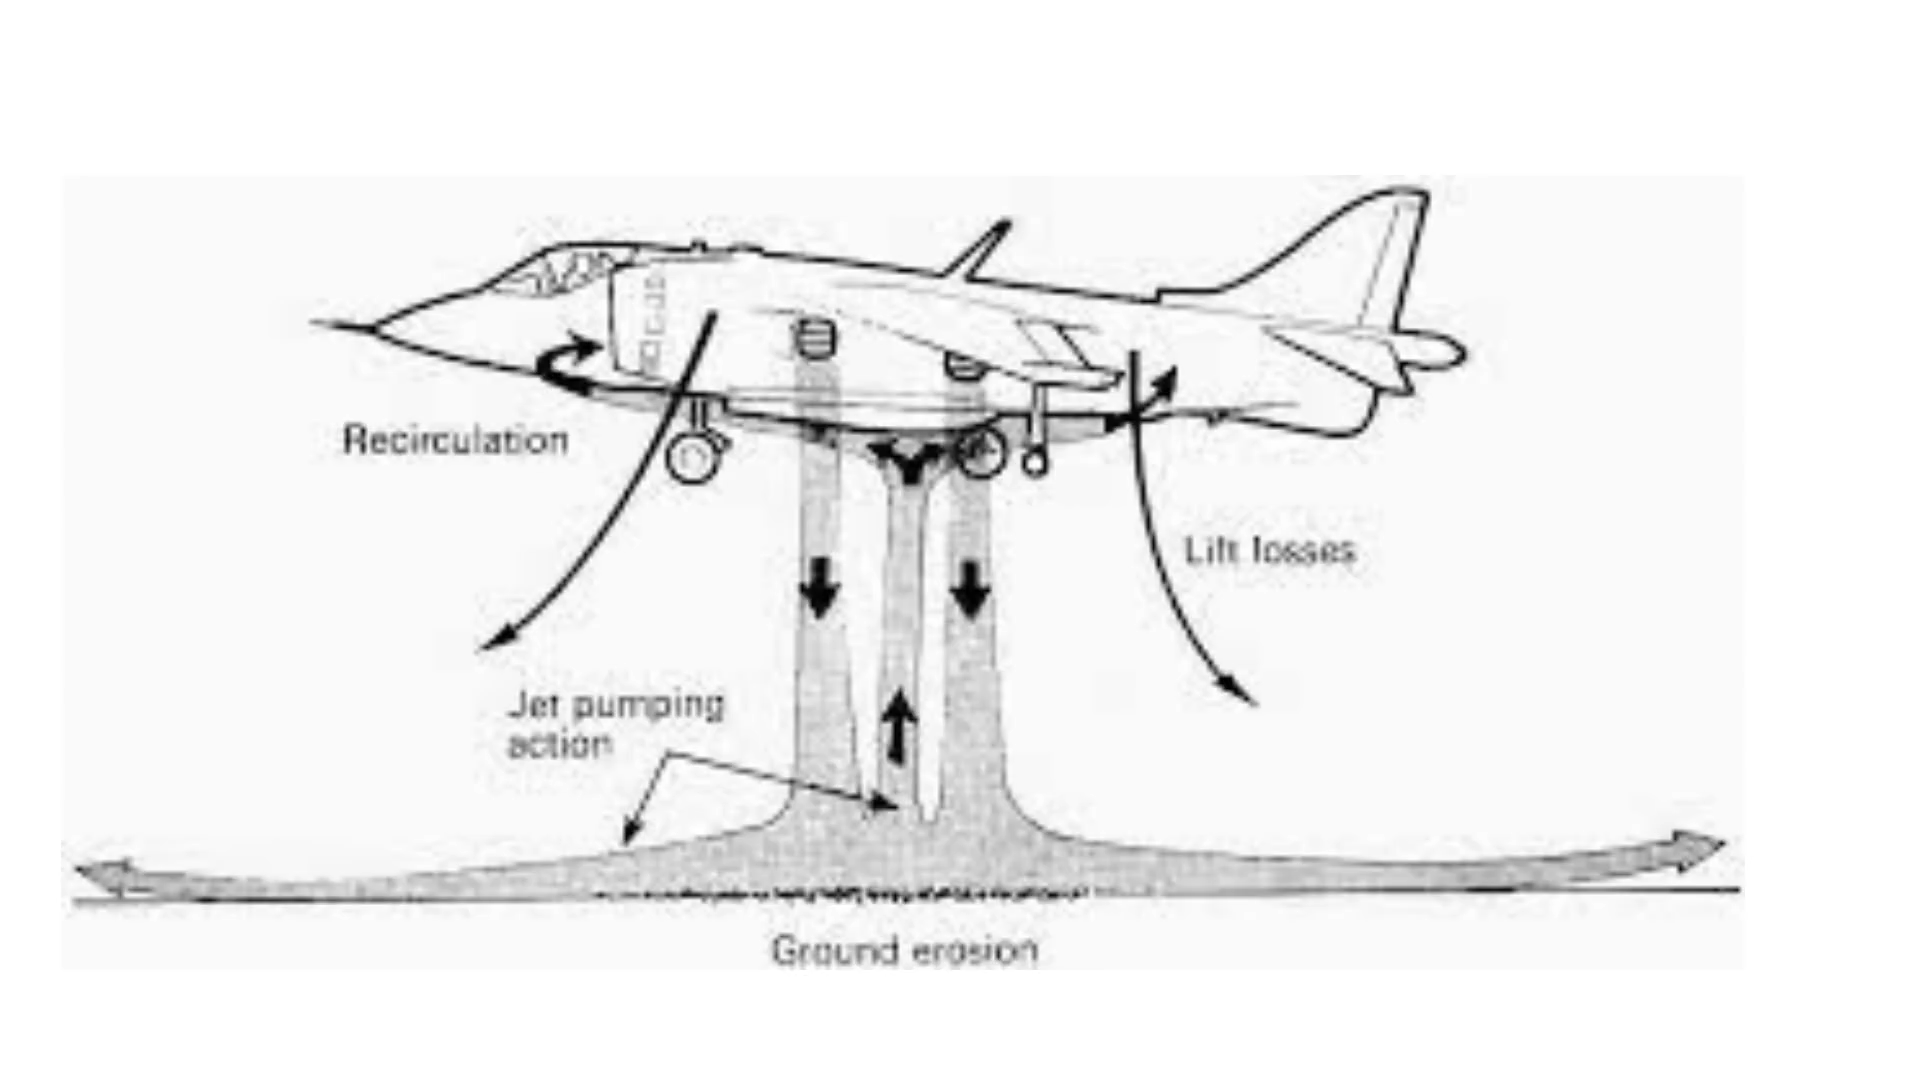 Recirculation
Lift losses
Jet pumping
action
Ground erosion